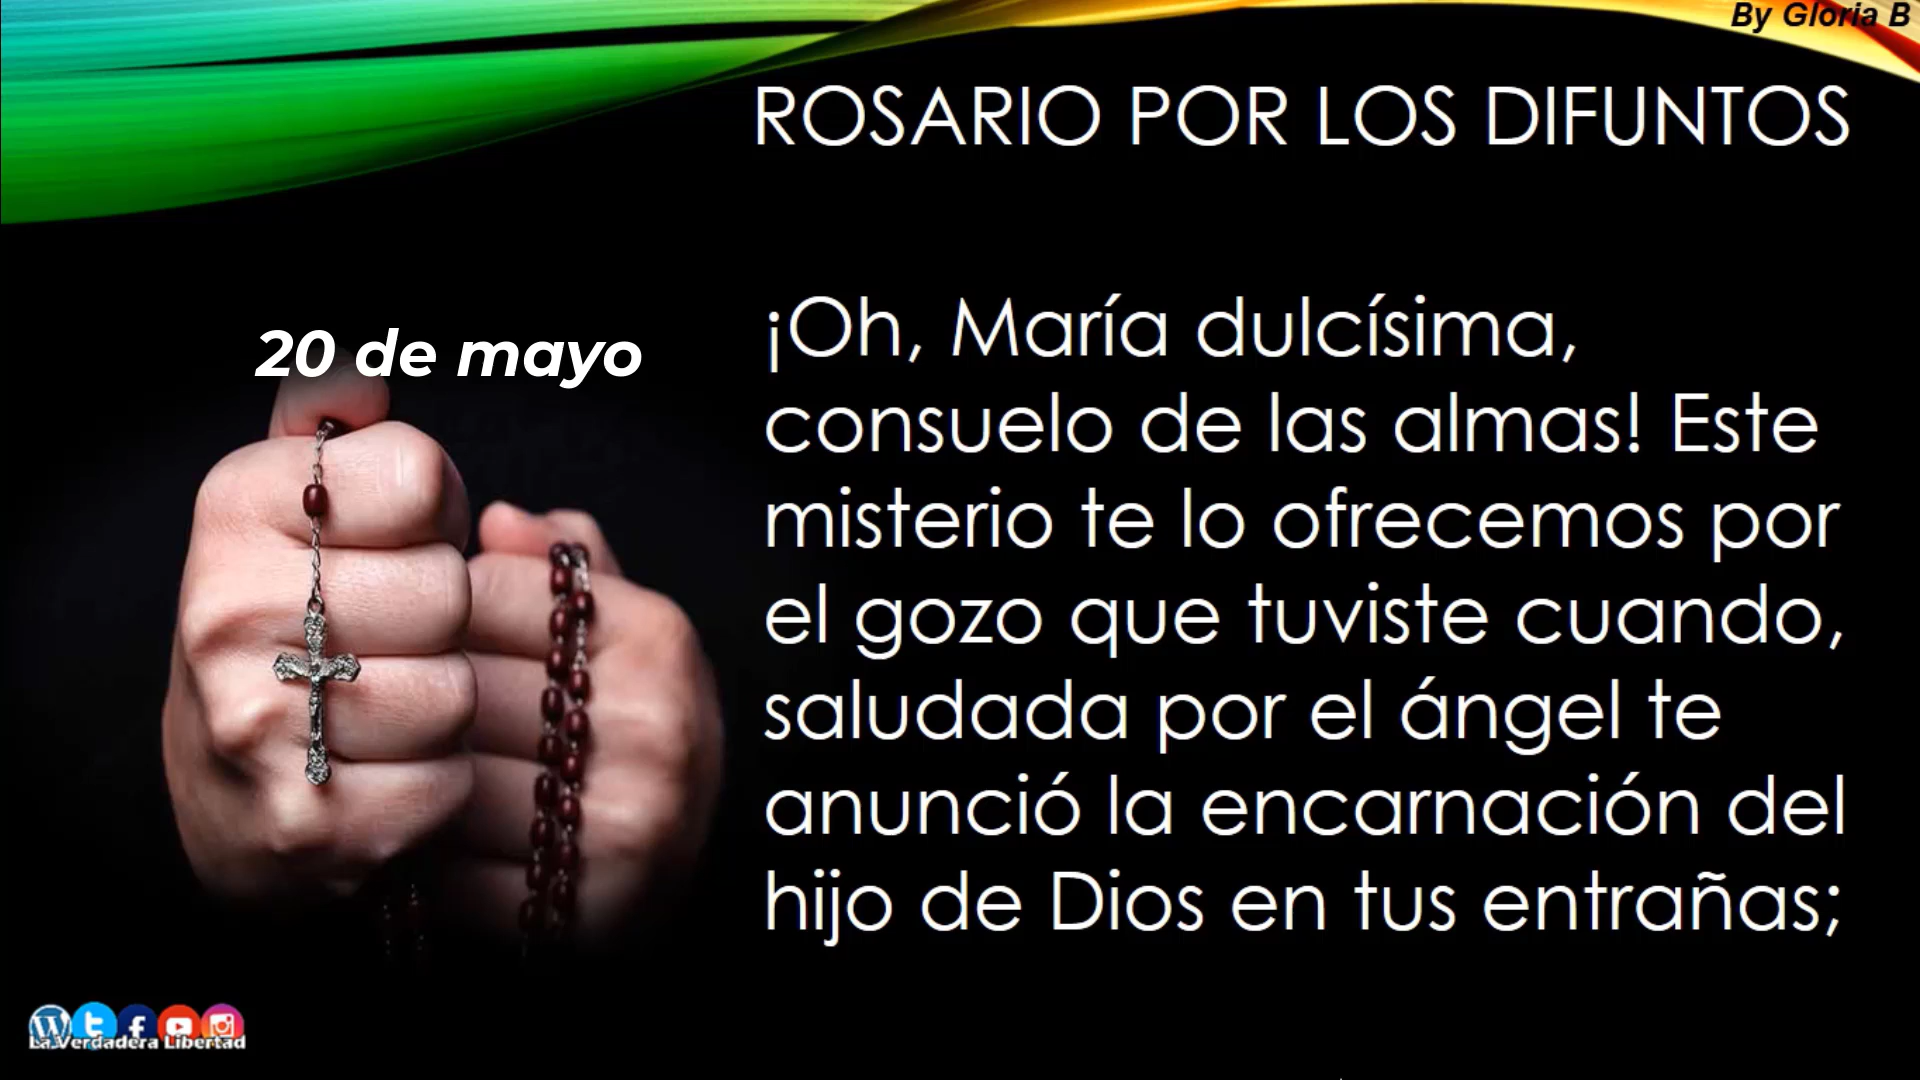 By Gloria B
ROSARIO POR LOS DIFUNTOS
20 de mayo
¡Oh, María dulcísima,
consuelo de las almas! Este
misterio te lo ofrecemos por
el gozo que tuviste cuando,
saludada por el ángel te
anunció la encarnación del
hijo de Dios en tus entrañas;
La Verdadera Libertad